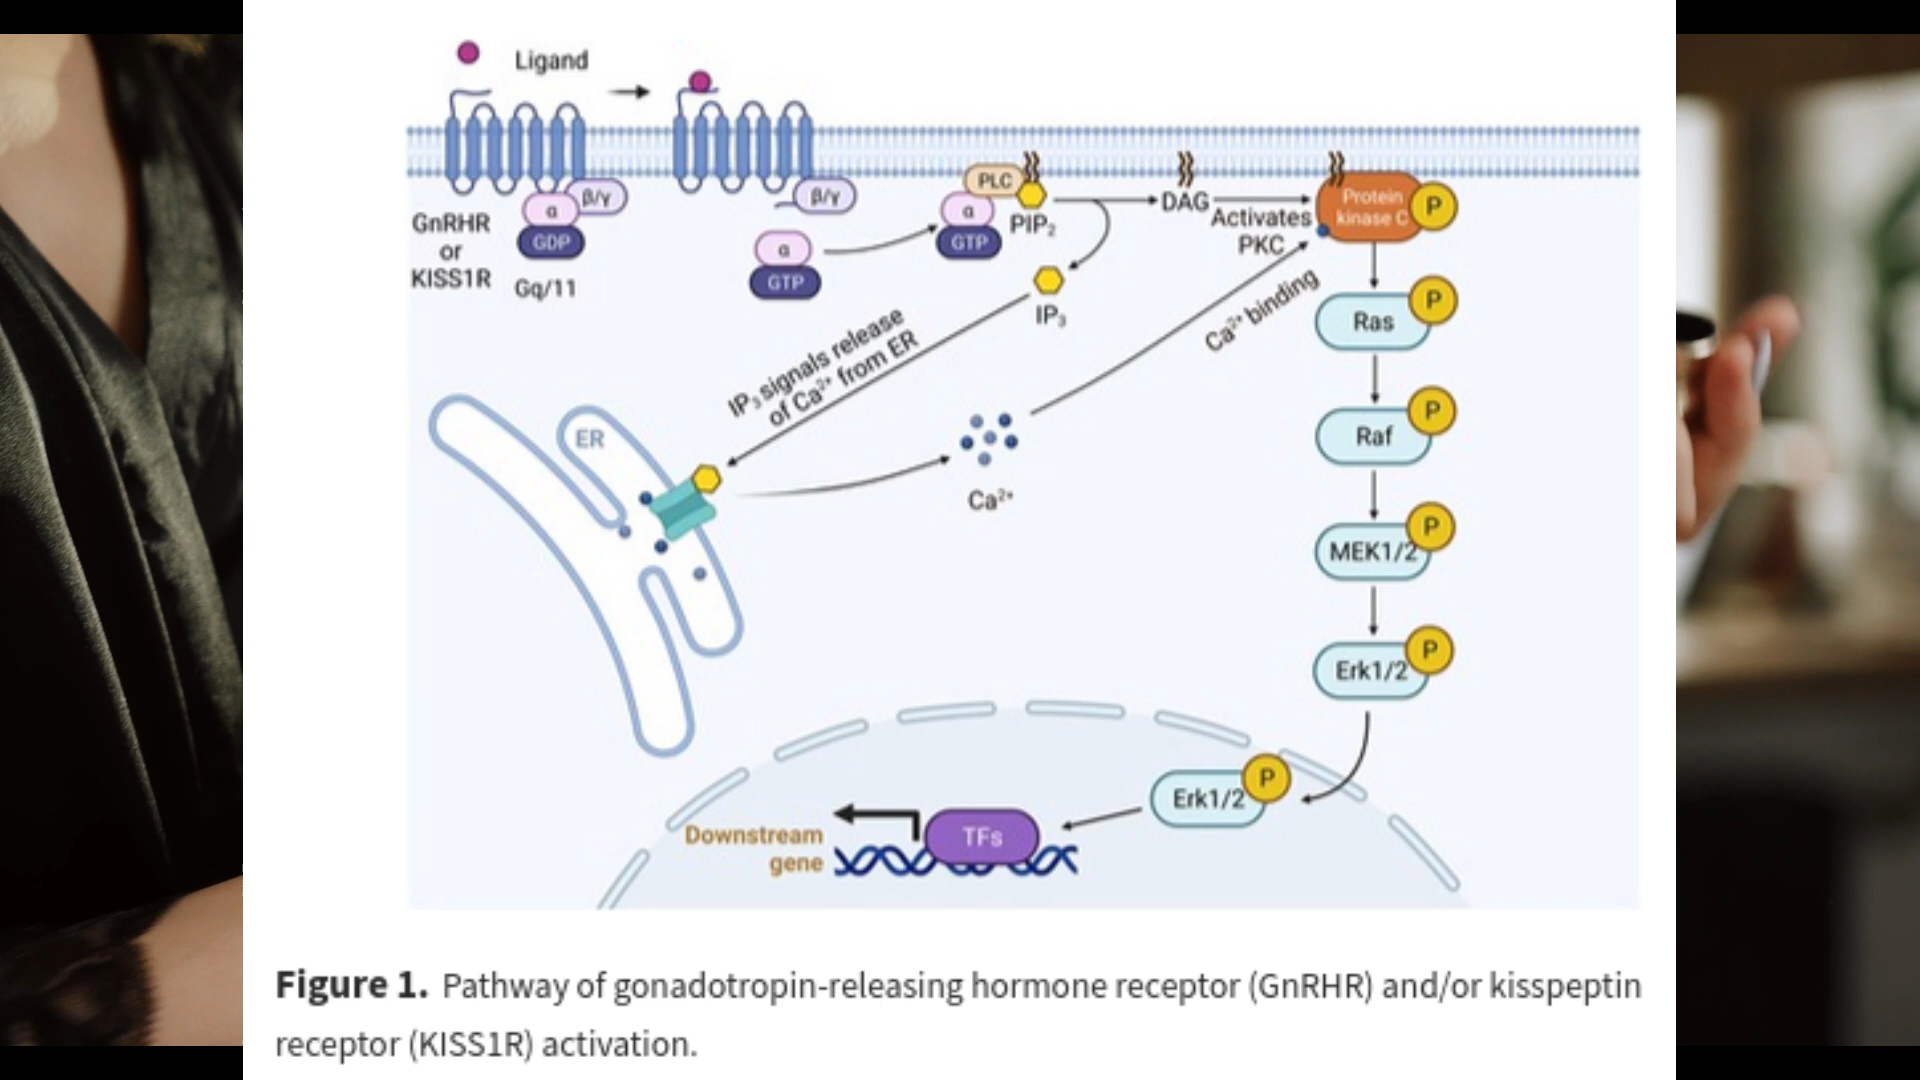 Ligand
GnRHR
or
KISS1R
α
β/γ
GDP
Gq/11
β/γ
α
GTP
PLC
α
GTP
PIP₂
DAG
Activates
PKC
Protein
kinase C
P
IP₃
IP₃ signals release
of Ca²⁺ from ER
Ca²⁺ binding
ER
Ca²⁺
Ras
P
Raf
P
MEK1/2
P
Erk1/2
P
Erk1/2
P
TFs
Downstream
gene
Figure 1. Pathway of gonadotropin-releasing hormone receptor (GnRHR) and/or kisspeptin
receptor (KISS1R) activation.